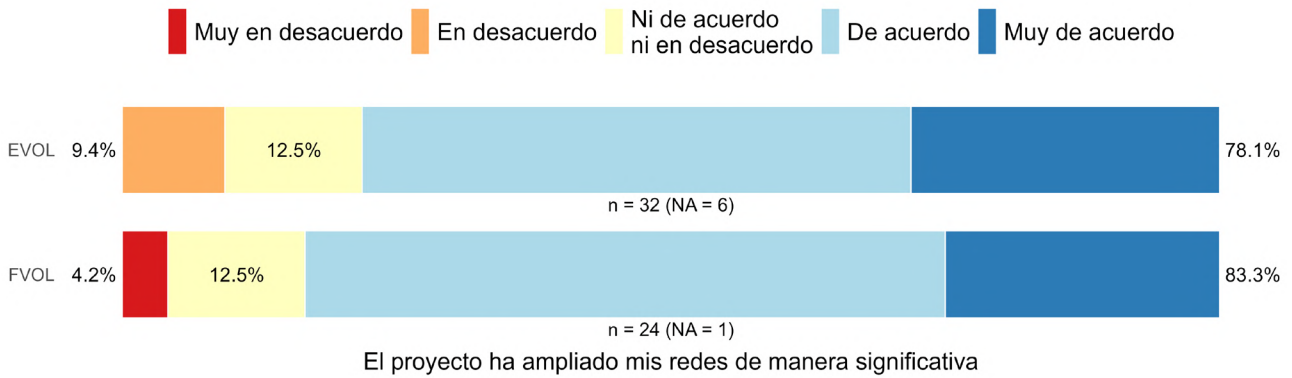 Muy en desacuerdo En desacuerdo Ni de acuerdo
ni en desacuerdo De acuerdo Muy de acuerdo
EVOL 9.4% 12.5% 78.1%
n = 32 (NA = 6)
FVOL 4.2% 12.5% 83.3%
n = 24 (NA = 1)
El proyecto ha ampliado mis redes de manera significativa